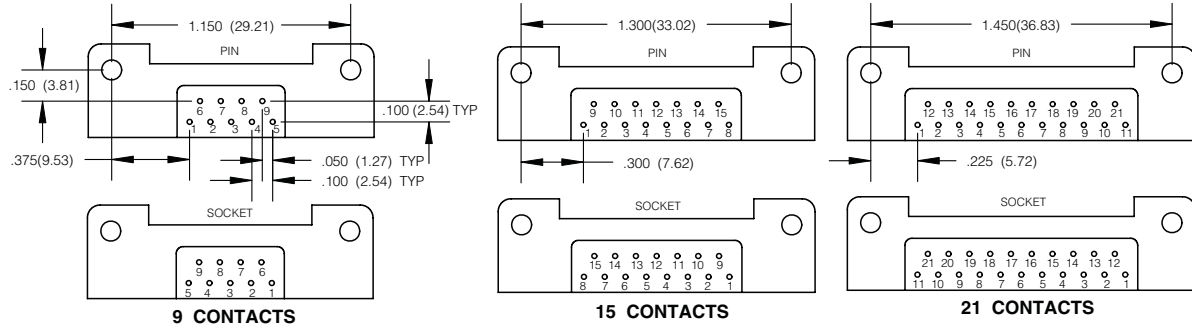 1.150 (29.21)
PIN
.150 (3.81)
6 7 8 9
1 2 3 4 5
.100 (2.54) TYP
.375(9.53)
.050 (1.27) TYP
.100 (2.54) TYP
SOCKET
9 8 7 6
5 4 3 2 1
9 CONTACTS
1.300(33.02)
PIN
9 10 11 12 13 14 15
1 2 3 4 5 6 7 8
.300 (7.62)
SOCKET
15 14 13 12 11 10 9
8 7 6 5 4 3 2 1
15 CONTACTS
1.450(36.83)
PIN
12 13 14 15 16 17 18 19 20 21
1 2 3 4 5 6 7 8 9 10 11
.225 (5.72)
SOCKET
21 20 19 18 17 16 15 14 13 12
11 10 9 8 7 6 5 4 3 2 1
21 CONTACTS